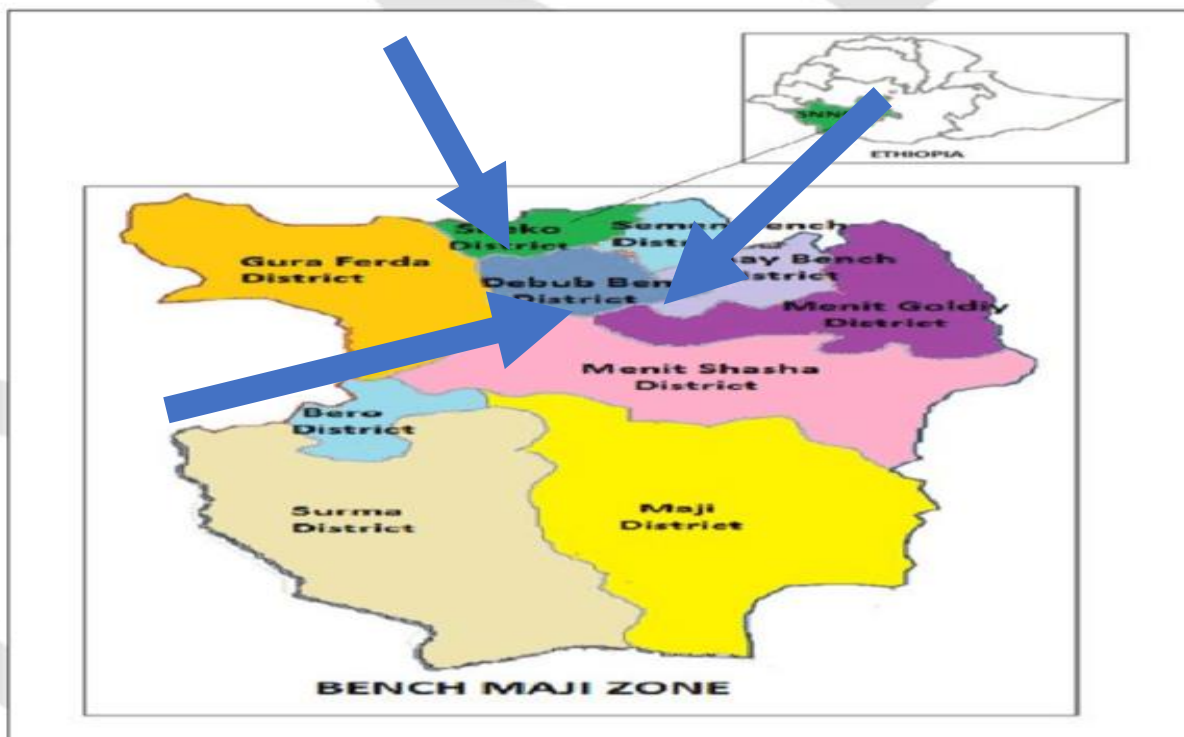 ETHIOPIA
District
Gura Ferda
District
Bench
Debub
District
Menit Goldiy
District
Menit Shasha
District
Bero
District
Surma
District
Maji
District
BENCH MAJI ZONE